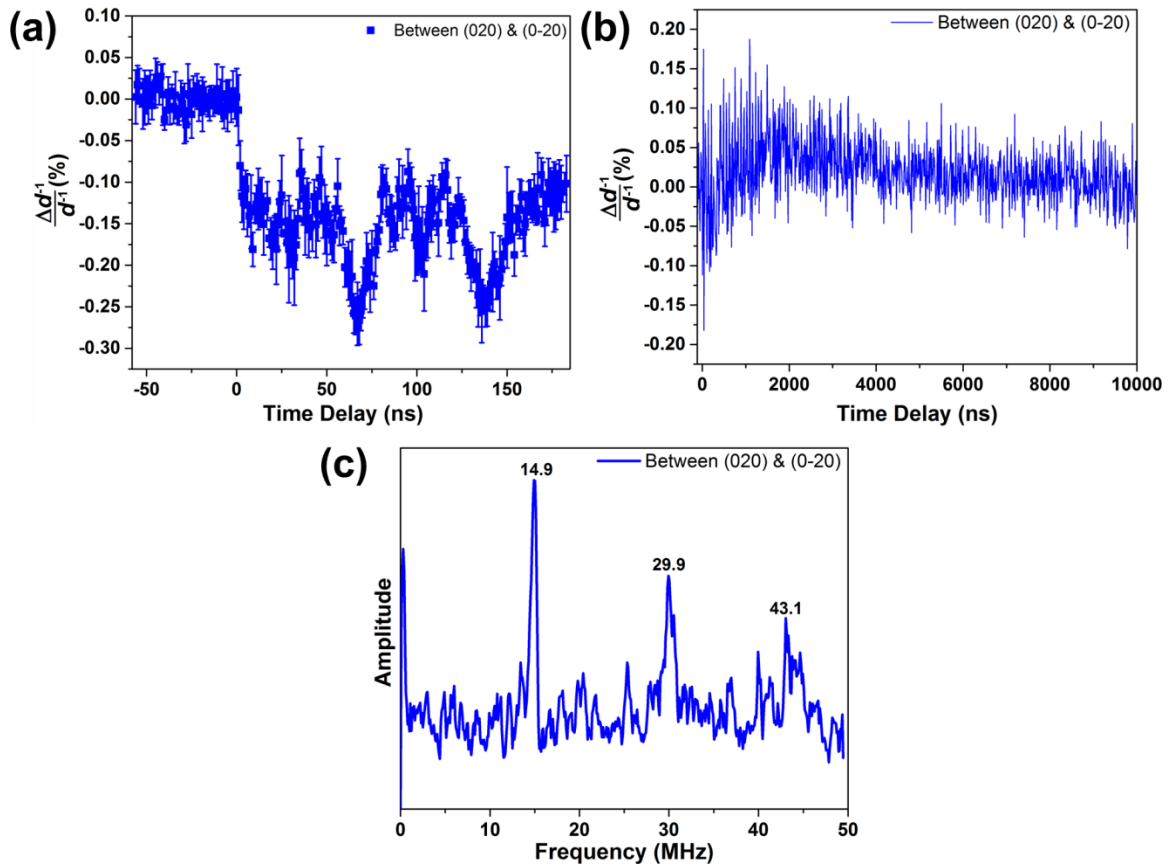 (a)
Between (020) & (0-20)
0.10
0.05
0.00
-0.05
-0.10
-0.15
-0.20
-0.25
-0.30
Δd⁻¹
d⁻¹
(%)
-50 0 50 100 150
Time Delay (ns)
(b)
Between (020) & (0-20)
0.20
0.15
0.10
0.05
0.00
-0.05
-0.10
-0.15
-0.20
Δd⁻¹
d⁻¹
(%)
0 2000 4000 6000 8000 10000
Time Delay (ns)
(c)
Between (020) & (0-20)
14.9
29.9
43.1
Amplitude
0 10 20 30 40 50
Frequency (MHz)